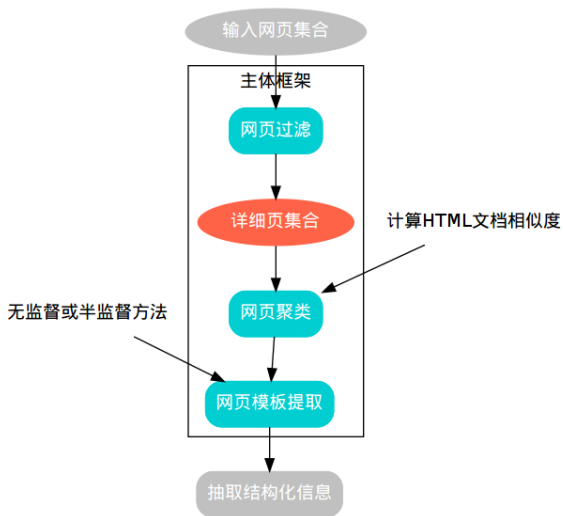 输入网页集合
主体框架
网页过滤
详细页集合
计算HTML文档相似度
网页聚类
无监督或半监督方法
网页模板提取
抽取结构化信息